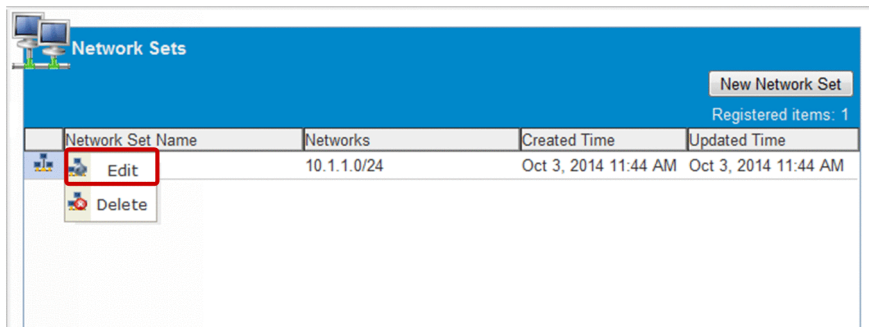 Network Sets
New Network Set
Registered items: 1
Network Set Name Networks Created Time Updated Time
Edit 10.1.1.0/24 Oct 3, 2014 11:44 AM Oct 3, 2014 11:44 AM
Delete